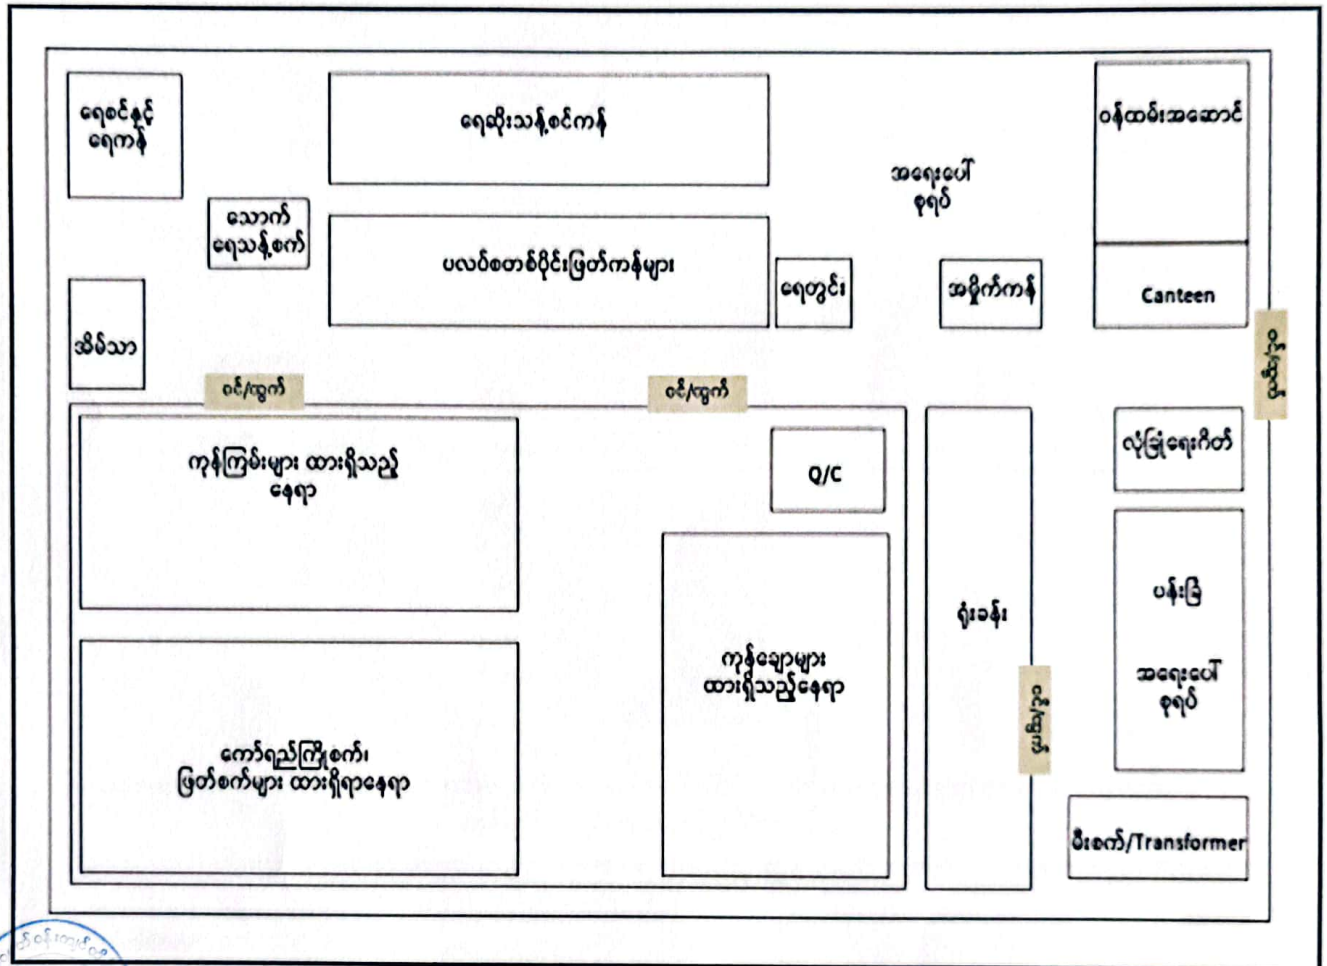 ရေစင်နှင့်
ရေကန်
ရေဆိုးသန့်စင်ကန်
ဝန်ထမ်းအဆောင်
အရေးပေါ်
စုရပ်
သောက်
ရေသန့်စက်
ပလပ်စတစ်ပိုင်းဖြတ်ကန်များ
ရေတွင်း
အမှိုက်ကန်
Canteen
အိမ်သာ
ဝင်/ထွက်
ဝင်/ထွက်
ဝင်/ထွက်
ကုန်ကြမ်းများ ထားရှိသည့်
နေရာ
Q/C
လုံခြုံရေးဂိတ်
ရုံးခန်း
ပန်းခြံ
အရေးပေါ်
စုရပ်
ကုန်ချောများ
ထားရှိသည့်နေရာ
ဝင်/ထွက်
ကော်ရည်ကြိုစက်၊
ဖြတ်စက်များ ထားရှိရာနေရာ
မီးစက်/Transformer